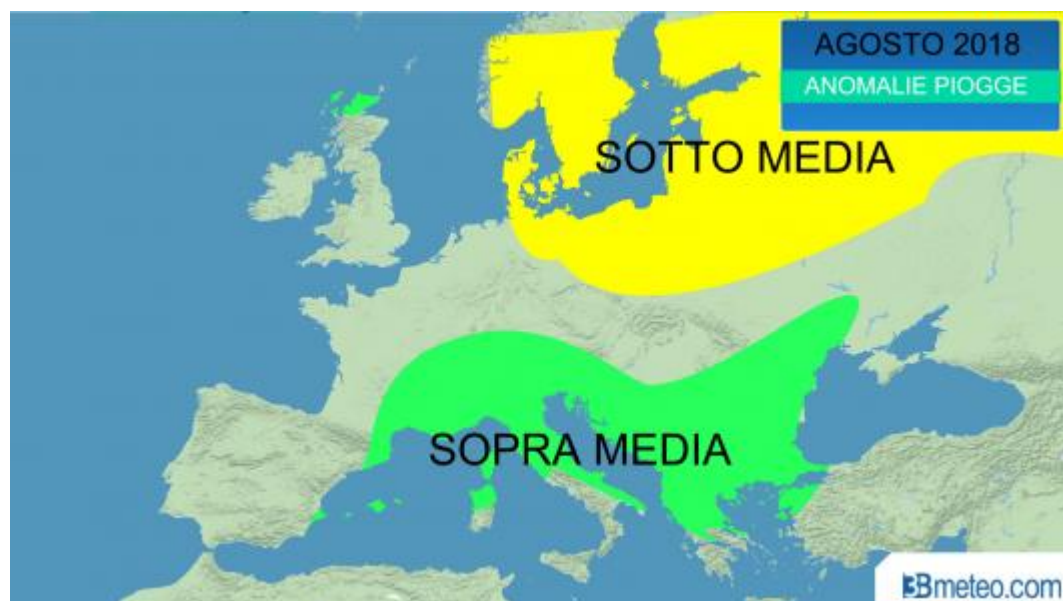 AGOSTO 2018
ANOMALIE PIOGGE
SOTTO MEDIA
SOPRA MEDIA
3Bmeteo.com